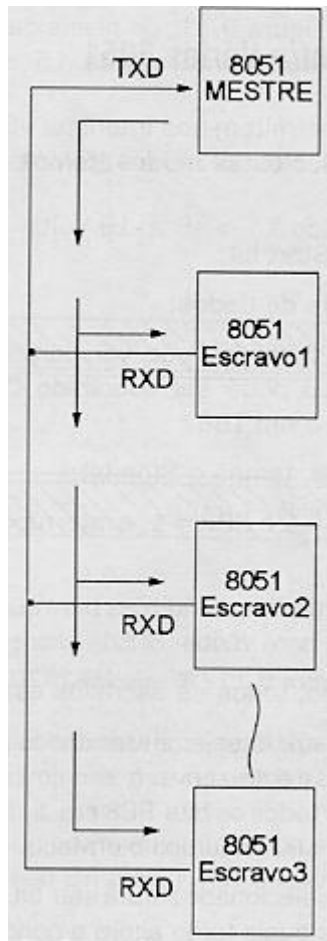 TXD
8051
MESTRE
8051
Escravo1
RXD
8051
Escravo2
RXD
8051
Escravo3
RXD